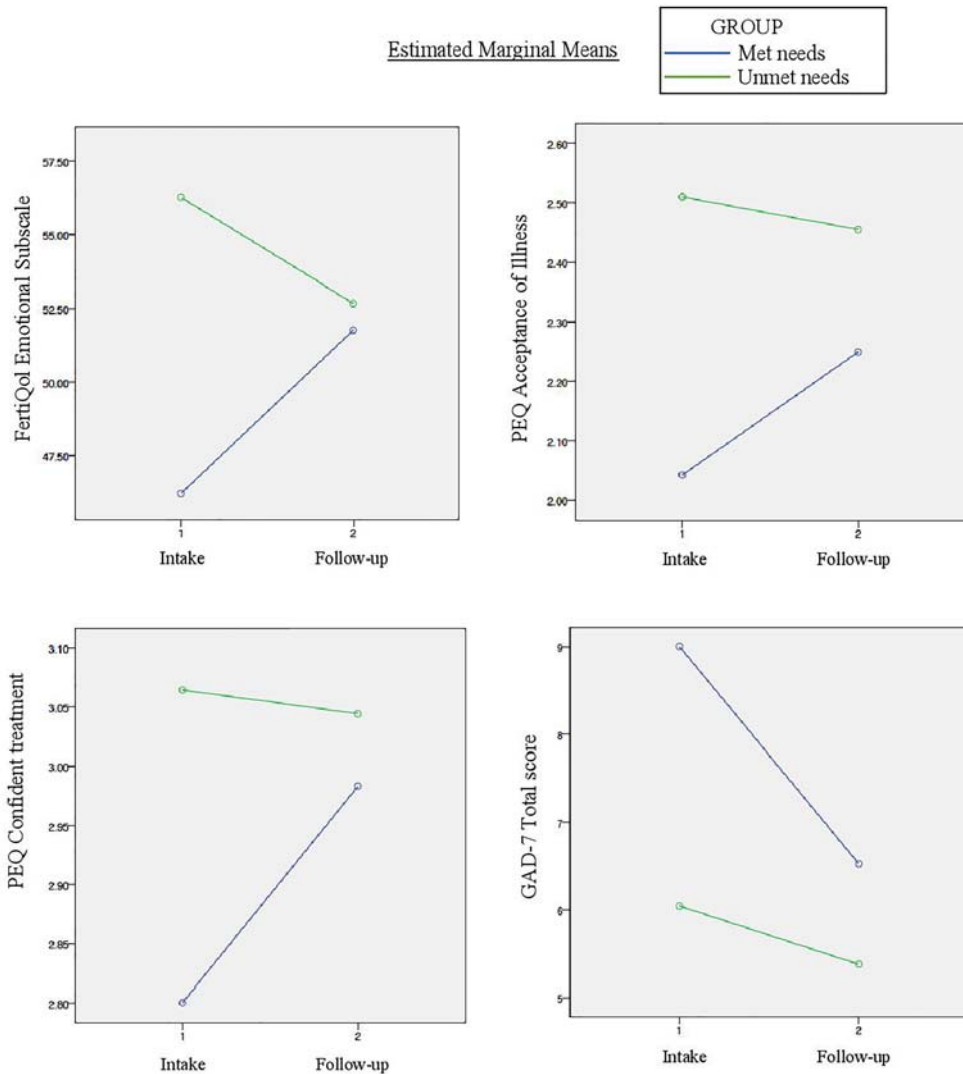 Estimated Marginal Means
GROUP
Met needs
Unmet needs
FertiQol Emotional Subscale
57.50
55.00
52.50
50.00
47.50
1
2
Intake
Follow-up
PEQ Acceptance of Illness
2.60
2.50
2.40
2.30
2.20
2.10
2.00
1
2
Intake
Follow-up
PEQ Confident treatment
3.10
3.05
3.00
2.95
2.90
2.85
2.80
1
2
Intake
Follow-up
GAD-7 Total score
9
8
7
6
5
1
2
Intake
Follow-up